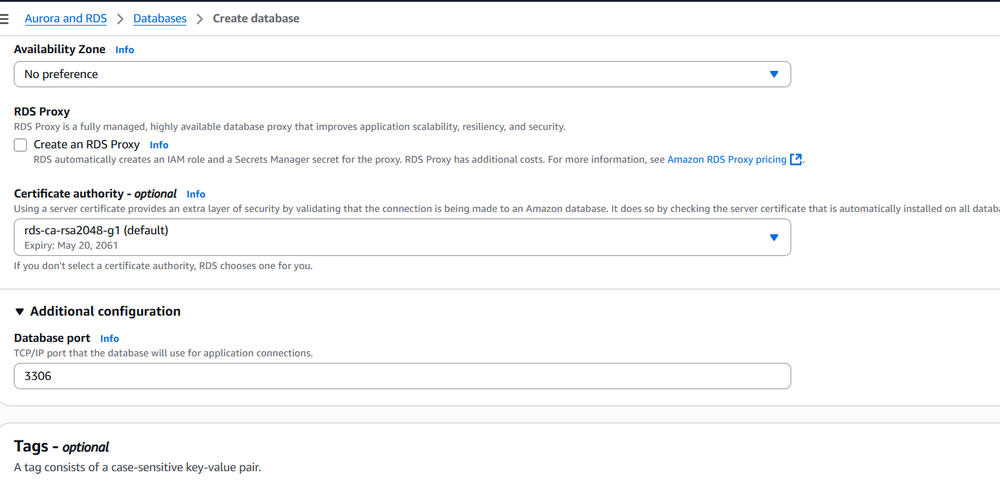 Aurora and RDS > Databases > Create database
Availability Zone Info
No preference
RDS Proxy
RDS Proxy is a fully managed, highly available database proxy that improves application scalability, resiliency, and security.
Create an RDS Proxy Info
RDS automatically creates an IAM role and a Secrets Manager secret for the proxy. RDS Proxy has additional costs. For more information, see Amazon RDS Proxy pricing.
Certificate authority - optional Info
Using a server certificate provides an extra layer of security by validating that the connection is being made to an Amazon database. It does so by checking the server certificate that is automatically installed on all
rds-ca-rsa2048-g1 (default)
Expiry: May 20, 2061
If you don't select a certificate authority, RDS chooses one for you.
Additional configuration
Database port Info
TCP/IP port that the database will use for application connections.
3306
Tags - optional
A tag consists of a case-sensitive key-value pair.